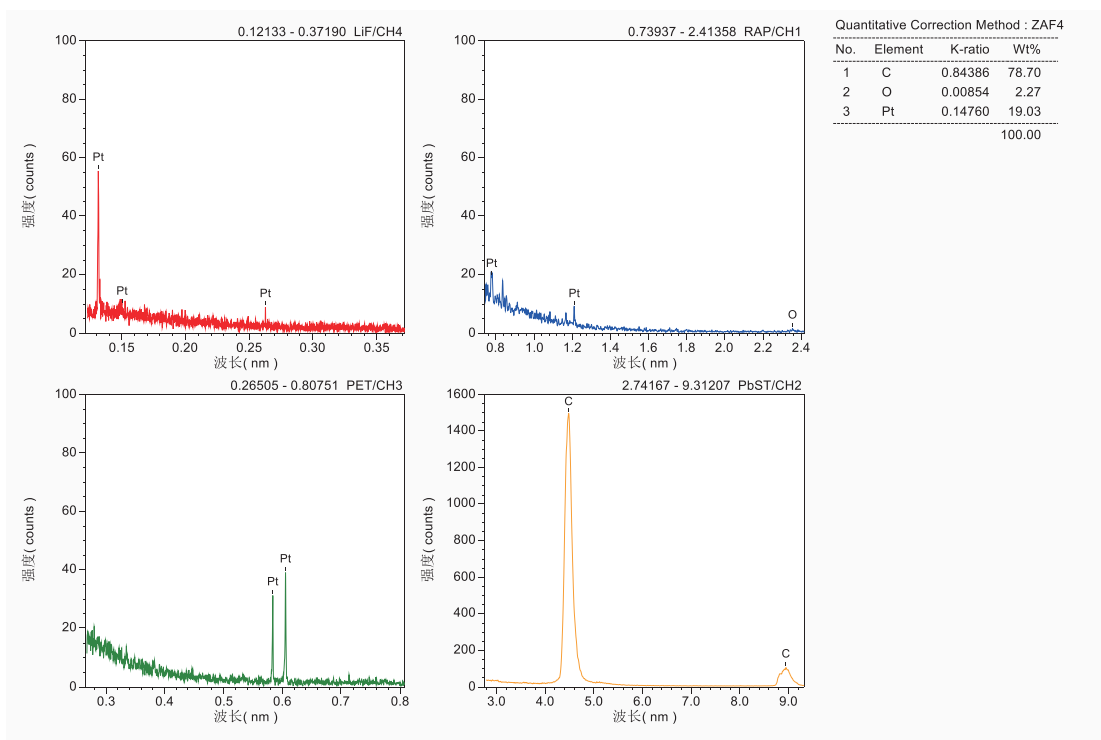 0.12133 - 0.37190 LiF/CH4
100
80
60
40
20
0
强度( counts )
Pt
Pt
Pt
0.15
0.20
0.25
0.30
0.35
波长( nm )
0.73937 - 2.41358 RAP/CH1
100
80
60
40
20
0
强度( counts )
Pt
Pt
O
0.8
1.0
1.2
1.4
1.6
1.8
2.0
2.2
2.4
波长( nm )
Quantitative Correction Method : ZAF4
No. Element K-ratio Wt%
1 C 0.84386 78.70
2 O 0.00854 2.27
3 Pt 0.14760 19.03
100.00
0.26505 - 0.80751 PET/CH3
100
80
60
40
20
0
强度( counts )
Pt
Pt
0.3
0.4
0.5
0.6
0.7
0.8
波长( nm )
2.74167 - 9.31207 PbST/CH2
1600
1400
1200
1000
800
600
400
200
0
强度( counts )
C
C
3.0
4.0
5.0
6.0
7.0
8.0
9.0
波长( nm )